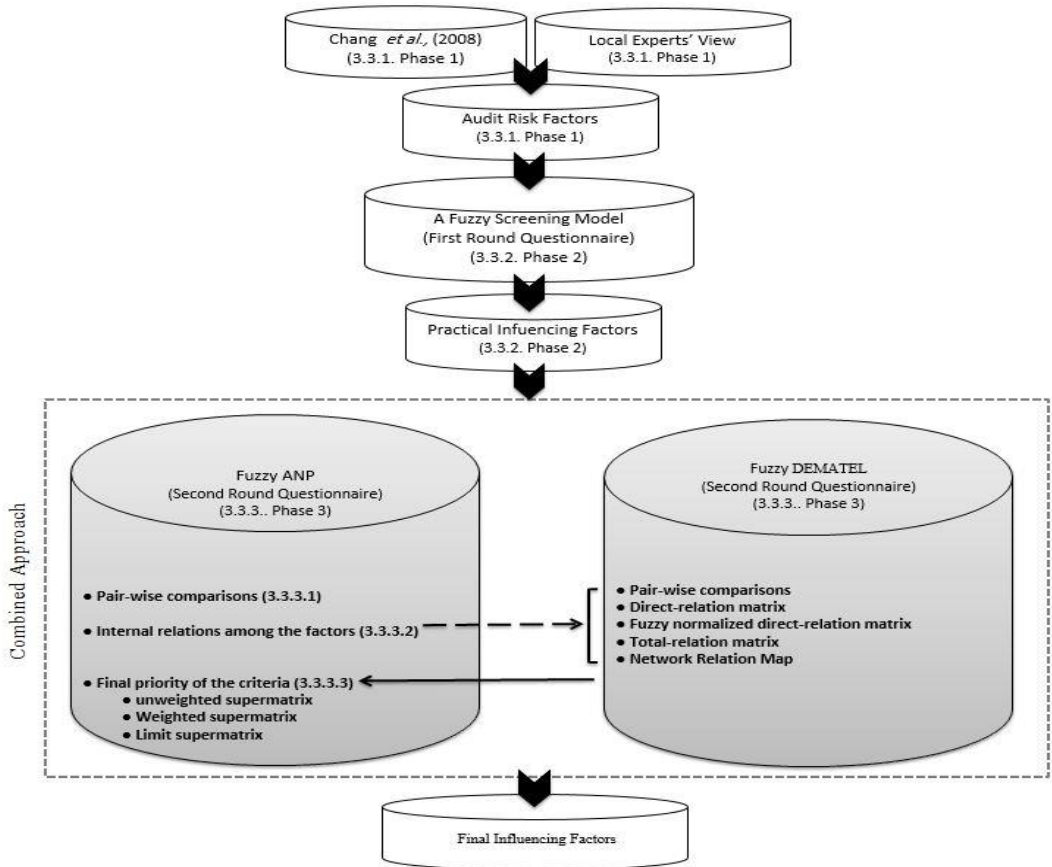 Chang et al., (2008)
(3.3.1. Phase 1)
Local Experts’ View
(3.3.1. Phase 1)
Audit Risk Factors
(3.3.1. Phase 1)
A Fuzzy Screening Model
(First Round Questionnaire)
(3.3.2. Phase 2)
Practical Infuencing Factors
(3.3.2. Phase 2)
Combined Approach
Fuzzy ANP
(Second Round Questionnaire)
(3.3.3.. Phase 3)
● Pair-wise comparisons (3.3.3.1)
● Internal relations among the factors (3.3.3.2)
● Final priority of the criteria (3.3.3.3)
● unweighted supermatrix
● Weighted supermatrix
● Limit supermatrix
Fuzzy DEMATEL
(Second Round Questionnaire)
(3.3.3.. Phase 3)
● Pair-wise comparisons
● Direct-relation matrix
● Fuzzy normalized direct-relation matrix
● Total-relation matrix
● Network Relation Map
Final Influencing Factors